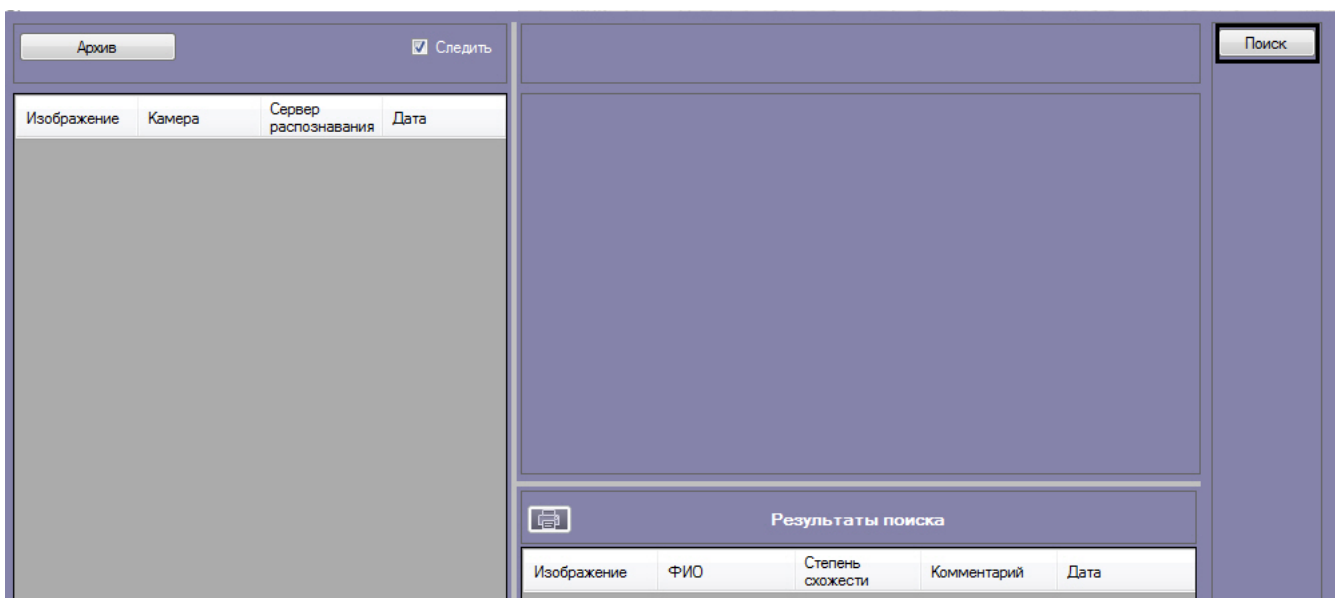 Архив
Следить
Поиск
Изображение
Камера
Сервер
распознавания
Дата
Результаты поиска
Изображение
ФИО
Степень
схожести
Комментарий
Дата